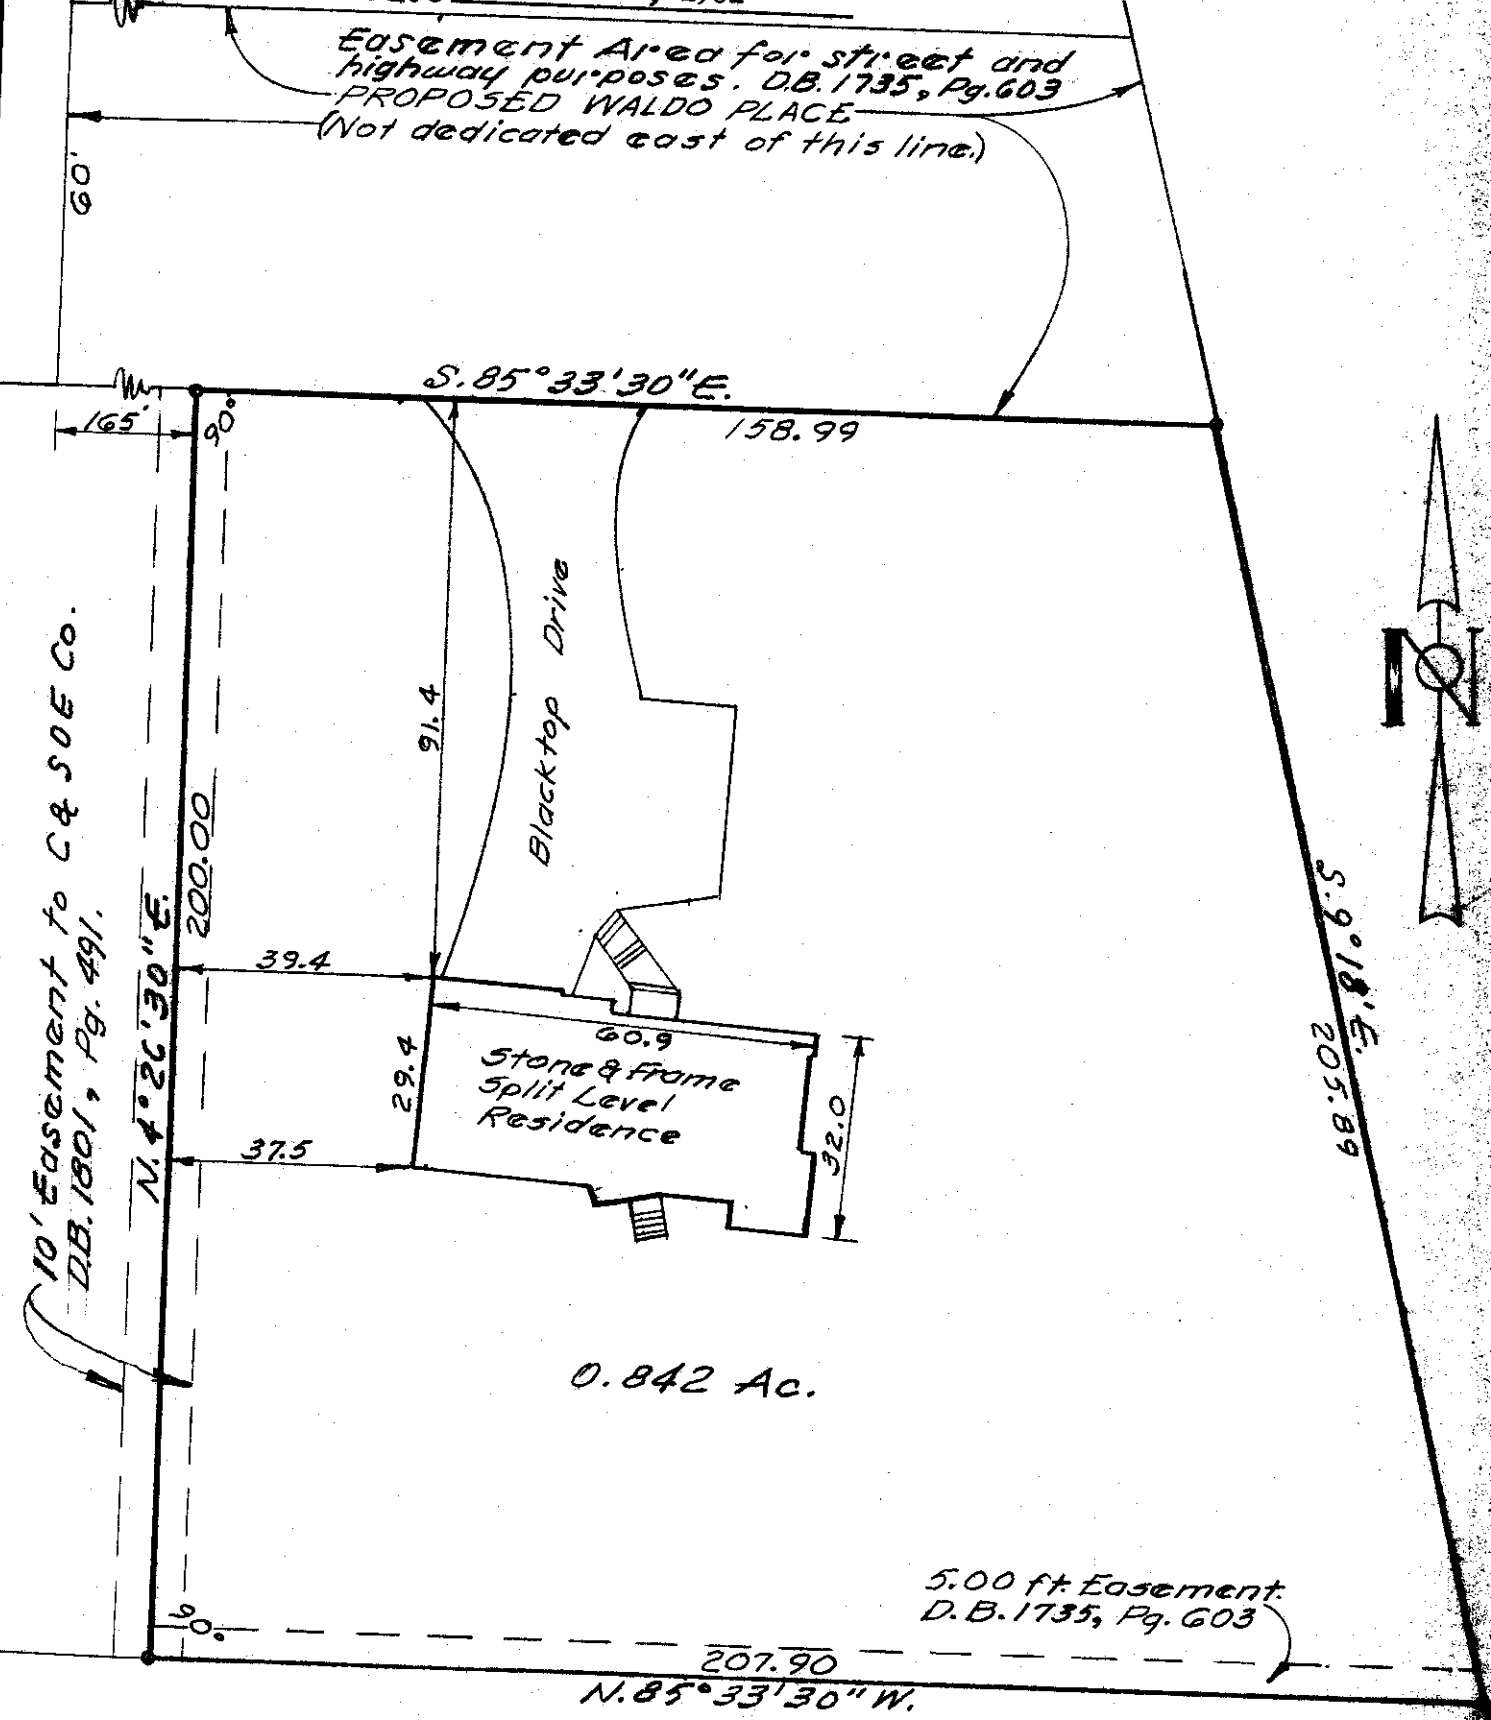 Easement Area for street and
highway purposes. D.B. 1735, Pg. 603
PROPOSED WALDO PLACE
(Not dedicated east of this line.)
60'
S. 85° 33' 30" E.
158.99
165'
90°
Blacktop Drive
91.4
10' Easement to C & SOE Co.
D.B. 1801, Pg. 491.
N. 4° 26' 30" E.
200.00
39.4
60.9
29.4
Stone & Frame
Split Level
Residence
32.0
37.5
N
S. 9° 18' E.
205.89
0.842 Ac.
5.00 ft. Easement.
D.B. 1735, Pg. 603
90°
207.90
N. 85° 33' 30" W.